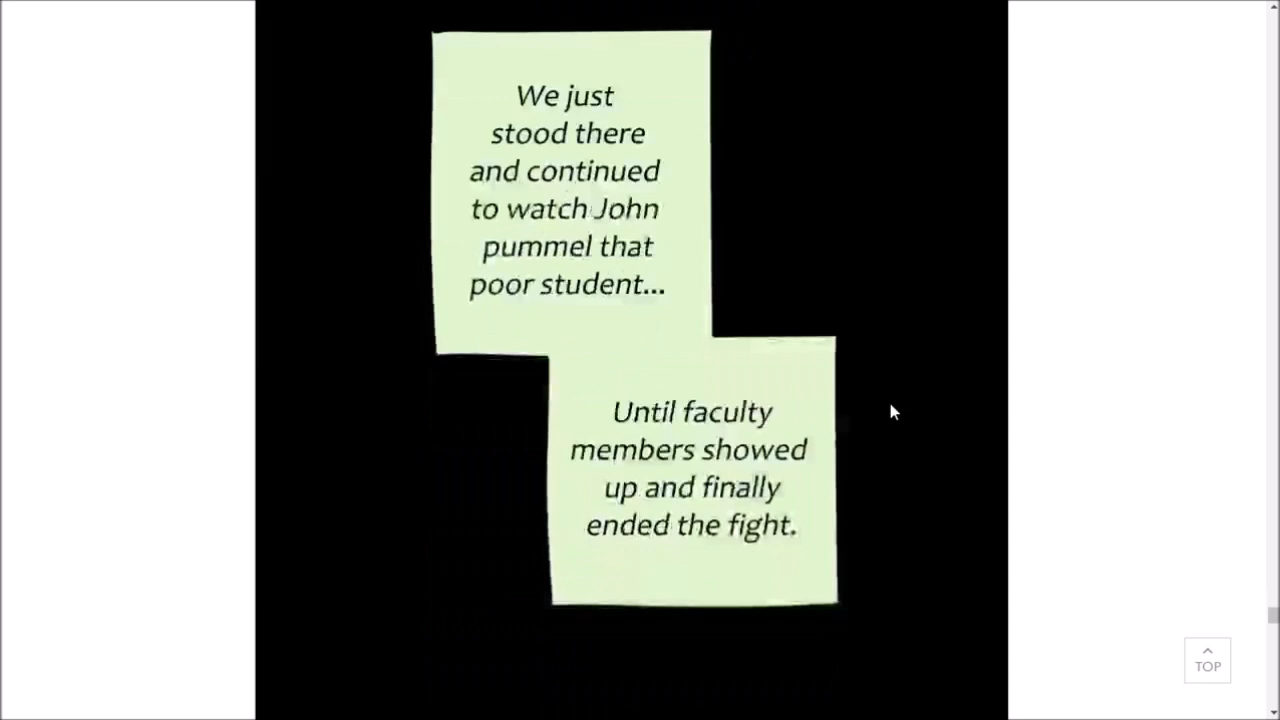 We just
stood there
and continued
to watch John
pummel that
poor student...
Until faculty
members showed
up and finally
ended the fight.
TOP